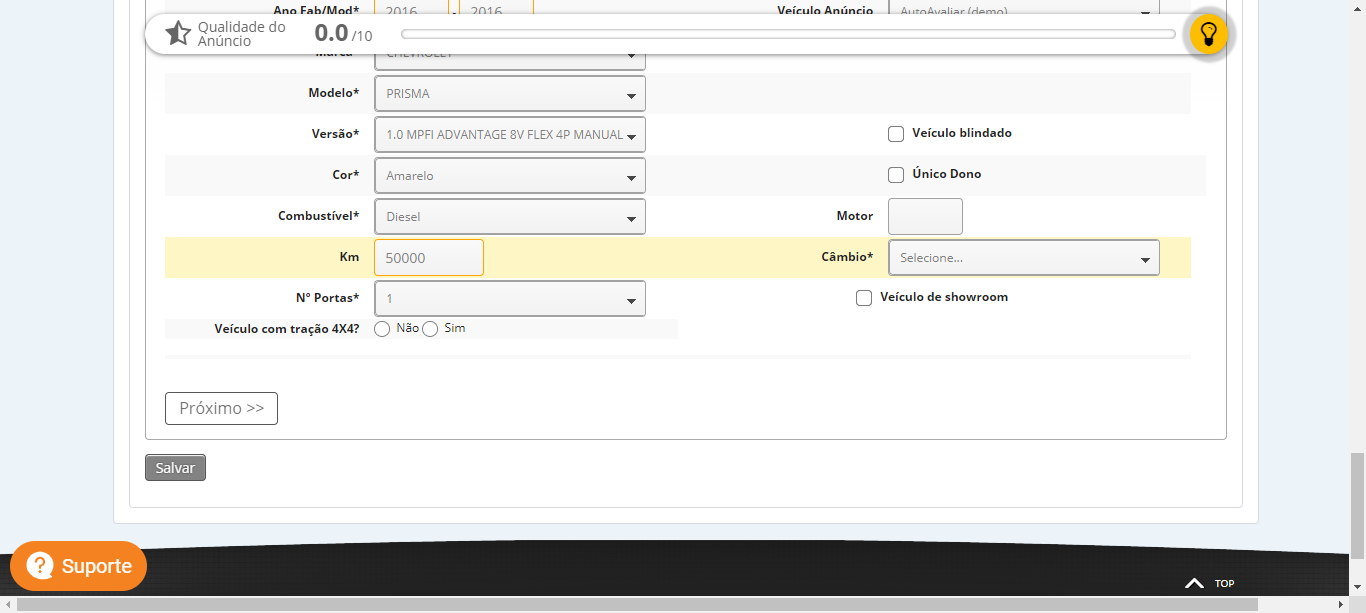 Ano Fab/Mod* 2016 - 2016 Veículo Anúncio AutoAvaliar (demo)
Qualidade do
Anúncio
0.0 /10
Marca CHEVROLET
Modelo* PRISMA
Versão* 1.0 MPFI ADVANTAGE 8V FLEX 4P MANUAL Veículo blindado
Cor* Amarelo Único Dono
Combustível* Diesel Motor
Km 50000 Câmbio* Selecione...
Nº Portas* 1 Veículo de showroom
Veículo com tração 4X4? Não Sim
Próximo >>
Salvar
? Suporte
TOP